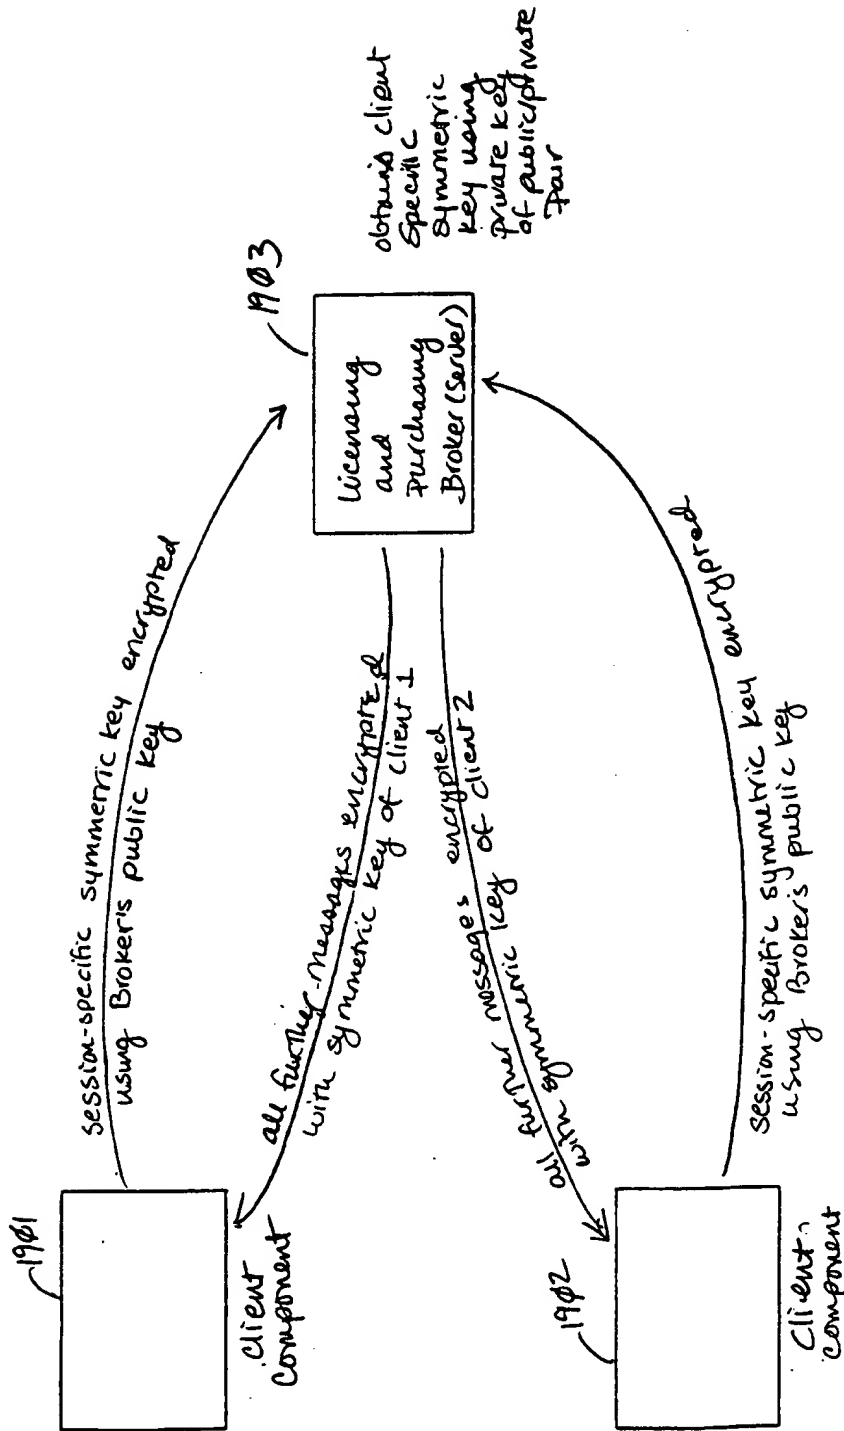 1901
Client
Component
session-specific symmetric key encrypted
using Broker's public key
all further messages encrypted
with symmetric key of client 1
1903
Licensing
and
Purchasing
Broker (Server)
obtains client
specific
symmetric
key using
private key
of public/private
pair
all further messages encrypted
with symmetric key of client 2
1902
Client
component
session-specific symmetric key encrypted
using Broker's public key